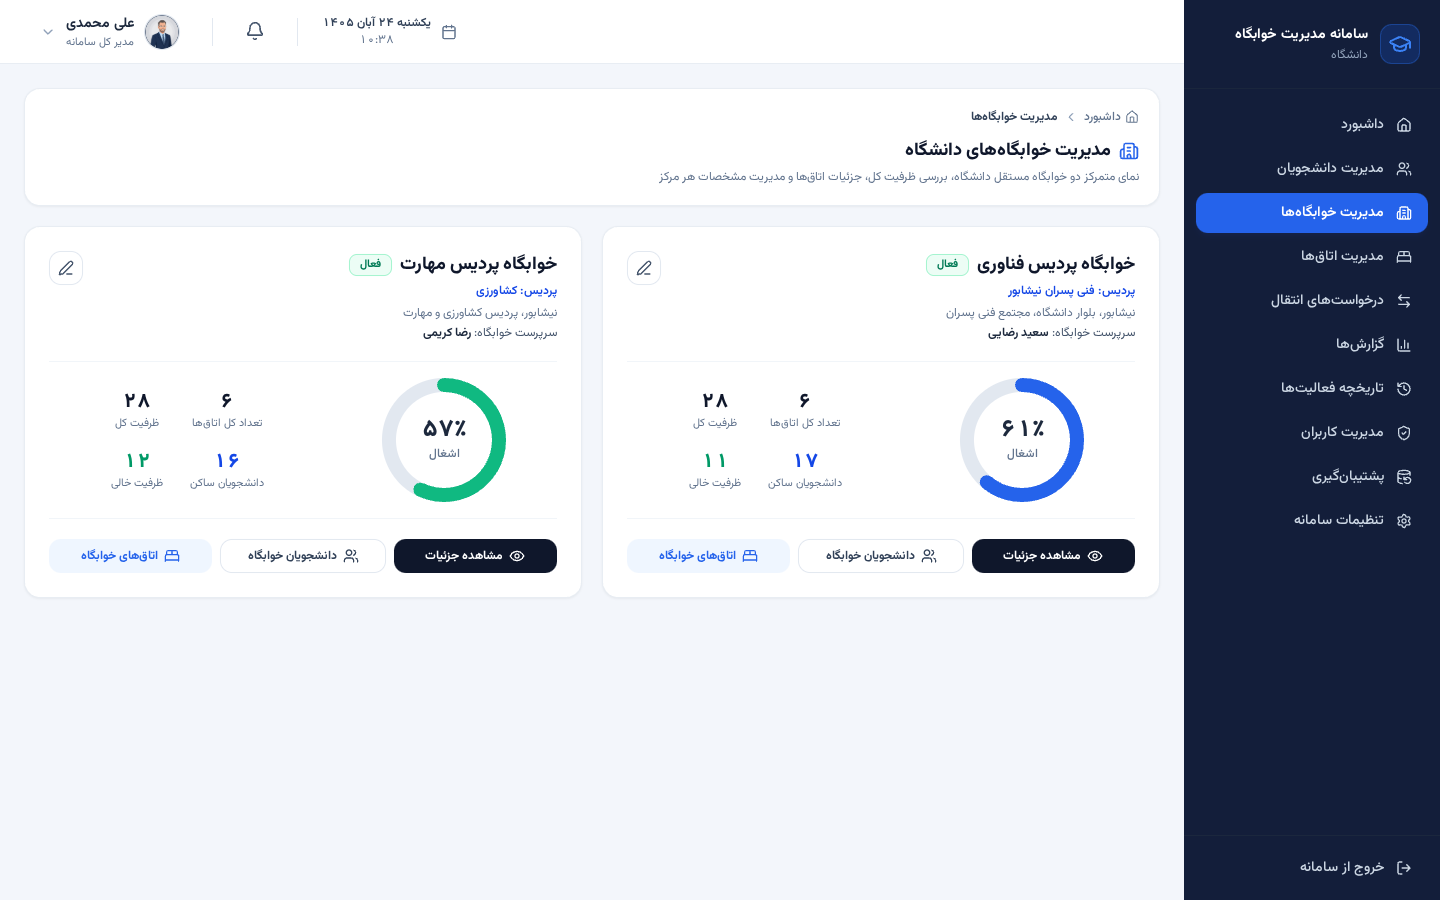 سامانه مدیریت خوابگاه
دانشگاه
داشبورد
مدیریت دانشجویان
مدیریت خوابگاه‌ها
مدیریت اتاق‌ها
درخواست‌های انتقال
گزارش‌ها
تاریخچه فعالیت‌ها
مدیریت کاربران
پشتیبان‌گیری
تنظیمات سامانه
خروج از سامانه
یکشنبه ۲۴ آبان ۱۴۰۵
۱۰:۳۸
علی محمدی
مدیر کل سامانه
داشبورد
مدیریت خوابگاه‌ها
مدیریت خوابگاه‌های دانشگاه
نمای متمرکز دو خوابگاه مستقل دانشگاه، بررسی ظرفیت کل، جزئیات اتاق‌ها و مدیریت مشخصات هر مرکز
خوابگاه پردیس فناوری
فعال
پردیس: فنی پسران نیشابور
نیشابور، بلوار دانشگاه، مجتمع فنی پسران
سرپرست خوابگاه: سعید رضایی
۶۱٪
اشغال
۶
تعداد کل اتاق‌ها
۲۸
ظرفیت کل
۱۷
دانشجویان ساکن
۱۱
ظرفیت خالی
مشاهده جزئیات
دانشجویان خوابگاه
اتاق‌های خوابگاه
خوابگاه پردیس مهارت
فعال
پردیس: کشاورزی
نیشابور، پردیس کشاورزی و مهارت
سرپرست خوابگاه: رضا کریمی
۵۷٪
اشغال
۶
تعداد کل اتاق‌ها
۲۸
ظرفیت کل
۱۶
دانشجویان ساکن
۱۲
ظرفیت خالی
مشاهده جزئیات
دانشجویان خوابگاه
اتاق‌های خوابگاه